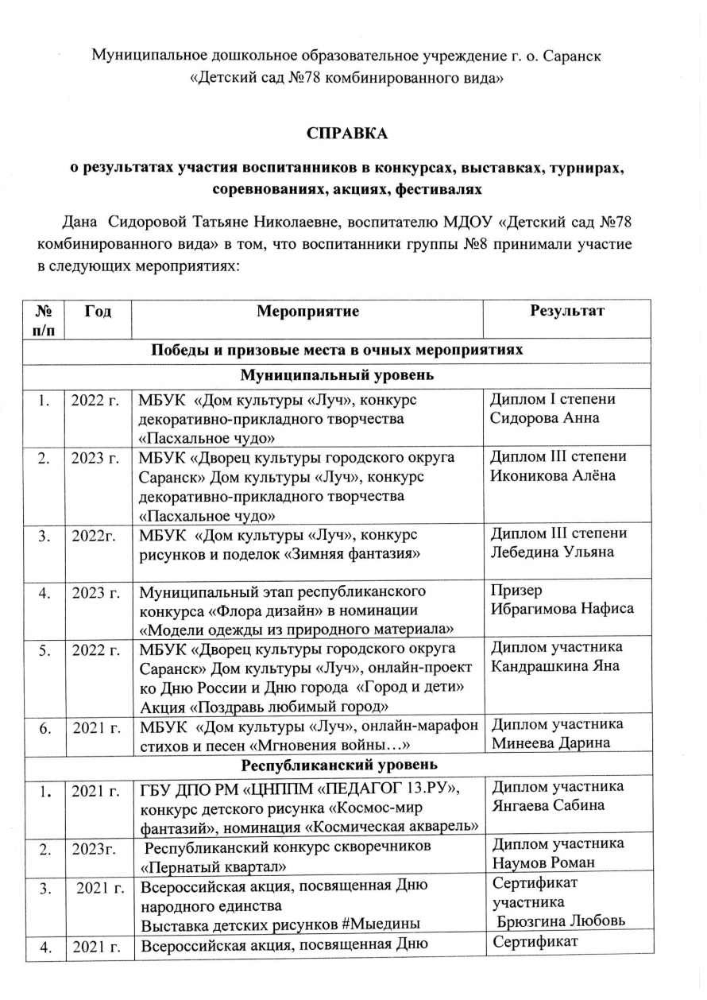 Муниципальное дошкольное образовательное учреждение г. о. Саранск
«Детский сад №78 комбинированного вида»
СПРАВКА
о результатах участия воспитанников в конкурсах, выставках, турнирах,
соревнованиях, акциях, фестивалях
Дана Сидоровой Татьяне Николаевне, воспитателю МДОУ «Детский сад №78
комбинированного вида» в том, что воспитанники группы №8 принимали участие
в следующих мероприятиях:
№ Год Мероприятие Результат
п/п
Победы и призовые места в очных мероприятиях
Муниципальный уровень
1. 2022 г. МБУК «Дом культуры «Луч», конкурс Диплом I степени
декоративно-прикладного творчества Сидорова Анна
«Пасхальное чудо»
2. 2023 г. МБУК «Дворец культуры городского округа Диплом III степени
Саранск» Дом культуры «Луч», конкурс Иконикова Алёна
декоративно-прикладного творчества
«Пасхальное чудо»
3. 2022г. МБУК «Дом культуры «Луч», конкурс Диплом III степени
рисунков и поделок «Зимняя фантазия» Лебедина Ульяна
4. 2023 г. Муниципальный этап республиканского Призер
конкурса «Флора дизайн» в номинации Ибрагимова Нафиса
«Модели одежды из природного материала»
5. 2022 г. МБУК «Дворец культуры городского округа Диплом участника
Саранск» Дом культуры «Луч», онлайн-проект Кандрашкина Яна
ко Дню России и Дню города «Город и дети»
Акция «Поздравь любимый город»
6. 2021 г. МБУК «Дом культуры «Луч», онлайн-марафон Диплом участника
стихов и песен «Мгновения войны…» Минеева Дарина
Республиканский уровень
1. 2021 г. ГБУ ДПО РМ «ЦНППМ «ПЕДАГОГ 13.РУ», Диплом участника
конкурс детского рисунка «Космос-мир Янгаева Сабина
фантазий», номинация «Космическая акварель»
2. 2023г. Республиканский конкурс скворечников Диплом участника
«Пернатый квартал» Наумов Роман
3. 2021 г. Всероссийская акция, посвященная Дню Сертификат
народного единства участника
Выставка детских рисунков #Мыедины Брюзгина Любовь
4. 2021 г. Всероссийская акция, посвященная Дню Сертификат